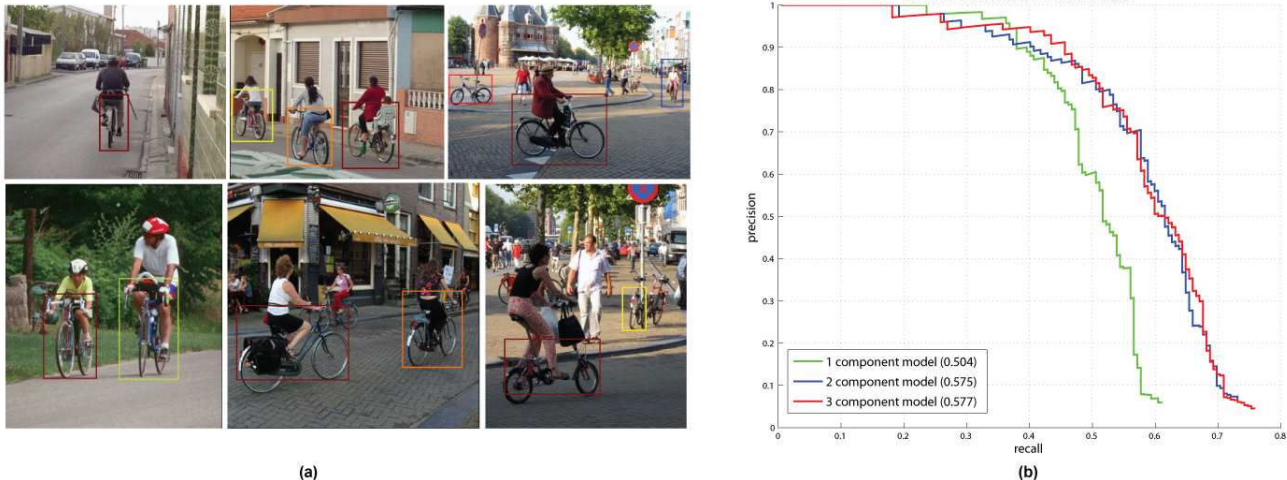 1
0.9
0.8
0.7
0.6
0.5
0.4
0.3
0.2
0.1
0
precision
1 component model (0.504)
2 component model (0.575)
3 component model (0.577)
0 0.1 0.2 0.3 0.4 0.5 0.6 0.7 0.8
recall
(a)
(b)